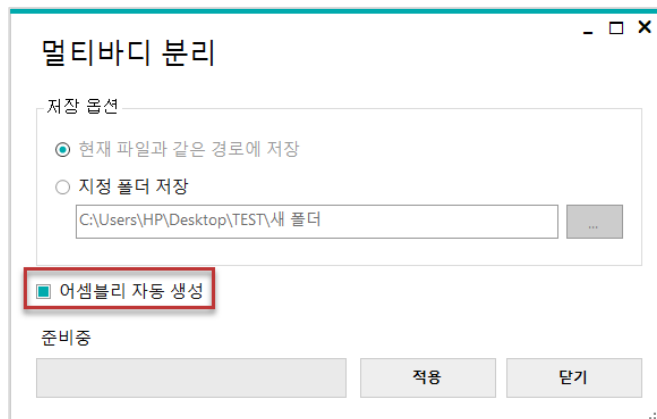 멀티바디 분리
저장 옵션
현재 파일과 같은 경로에 저장
지정 폴더 저장
C:\Users\HP\Desktop\TEST\새 폴더
...
어셈블리 자동 생성
준비중
적용 닫기